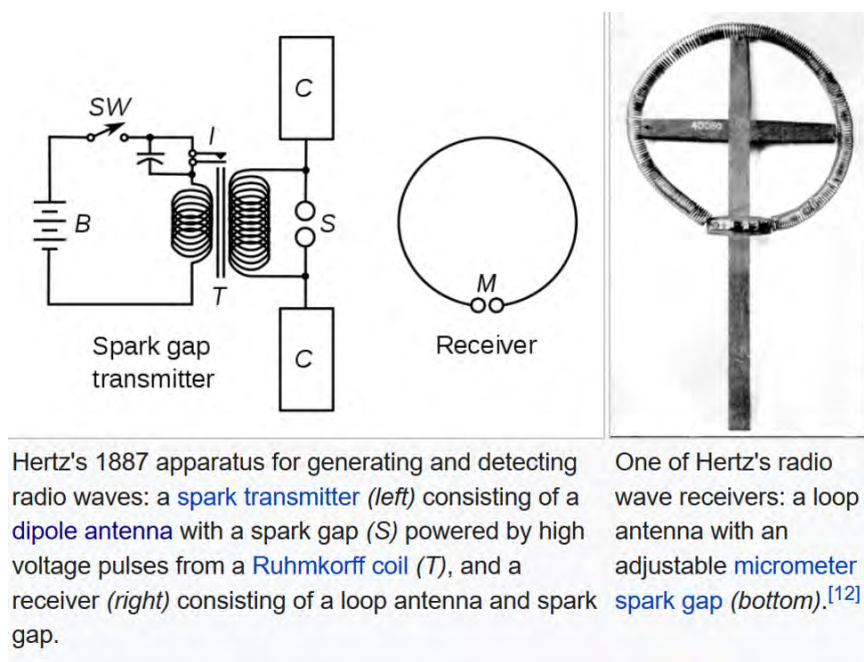 SW
I
C
B
S
T
C
M
Spark gap
transmitter
Receiver
40080
Hertz's 1887 apparatus for generating and detecting
radio waves: a spark transmitter (left) consisting of a
dipole antenna with a spark gap (S) powered by high
voltage pulses from a Ruhmkorff coil (T), and a
receiver (right) consisting of a loop antenna and spark
gap.
One of Hertz's radio
wave receivers: a loop
antenna with an
adjustable micrometer
spark gap (bottom).[12]